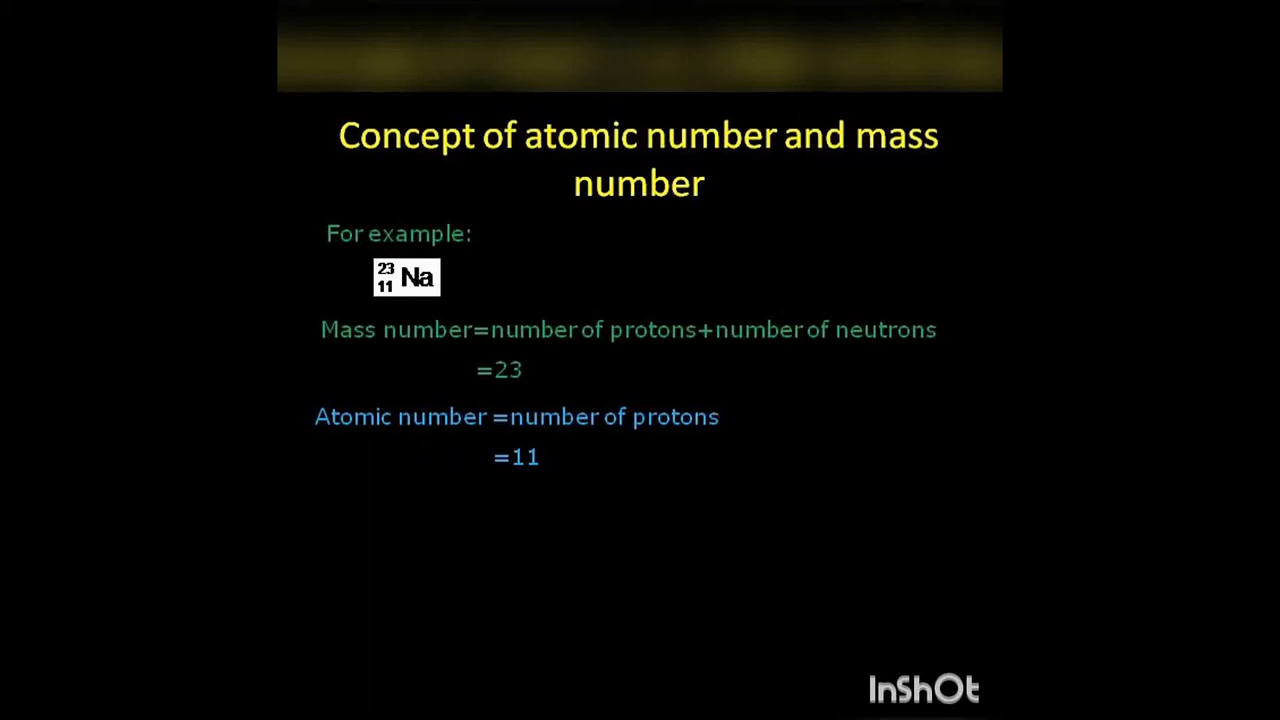 Concept of atomic number and mass
number
For example:
23
11 Na
Mass number=number of protons+number of neutrons
=23
Atomic number =number of protons
=11
InShOt